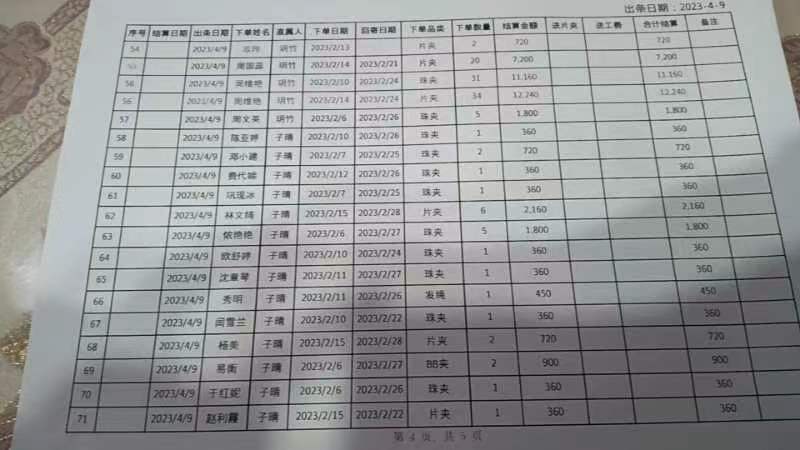 出条日期：2023-4-9
序号 结算日期 出条日期 下单姓名 直属人 下单日期 回寄日期 下单品类 下单数量 结算金额 送片夹 送工费 合计结算 备注
54 2023/4/9 明竹 2023/2/13 片夹 2 720 720
2023/4/9 周国盛 明竹 2023/2/14 2023/2/21 片夹 20 7,200 7,200
2023/4/9 周维艳 明竹 2023/2/10 2023/2/24 珠夹 31 11,160 11,160
56 2023/4/9 周维艳 明竹 2023/2/14 2023/2/24 片夹 34 12,240 12,240
57 2023/4/9 周文英 明竹 2023/2/6 2023/2/26 珠夹 5 1,800 1,800
58 2023/4/9 陈亚婷 子晴 2023/2/10 2023/2/26 珠夹 1 360 360
59 2023/4/9 邓小建 子晴 2023/2/7 2023/2/25 珠夹 2 720 720
60 2023/4/9 费代 子晴 2023/2/12 2023/2/26 珠夹 1 360 360
61 2023/4/9 阮现冰 子晴 2023/2/7 2023/2/25 珠夹 1 360 360
62 2023/4/9 林文 子晴 2023/2/15 2023/2/28 片夹 6 2,160 2,160
63 2023/4/9 侬艳艳 子晴 2023/2/6 2023/2/27 珠夹 5 1,800 1,800
64 2023/4/9 欧舒婷 子晴 2023/2/10 2023/2/24 珠夹 1 360 360
65 2023/4/9 沈章琴 子晴 2023/2/11 2023/2/27 珠夹 1 360 360
66 2023/4/9 秀明 子晴 2023/2/11 2023/2/26 发绳 1 450 450
67 2023/4/9 闫雪兰 子晴 2023/2/10 2023/2/22 珠夹 1 360 360
68 2023/4/9 杨美 子晴 2023/2/15 2023/2/28 片夹 2 720 720
69 2023/4/9 易衡 子晴 2023/2/6 2023/2/27 BB夹 2 900 900
70 2023/4/9 于红妮 子晴 2023/2/6 2023/2/26 珠夹 1 360 360
71 2023/4/9 赵利霞 子晴 2023/2/15 2023/2/22 片夹 1 360 360
第 4 页，共 5 页